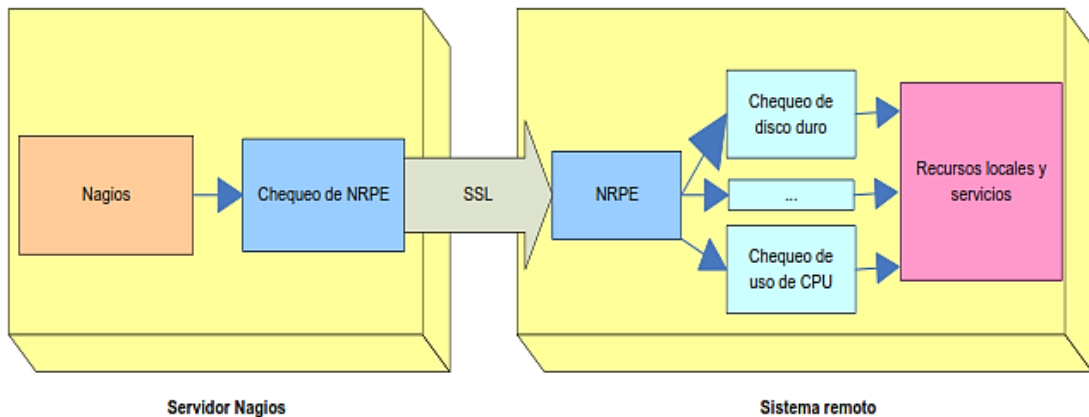 Nagios
Chequeo de NRPE
SSL
NRPE
Chequeo de
disco duro
...
Chequeo de
uso de CPU
Recursos locales y
servicios
Servidor Nagios
Sistema remoto